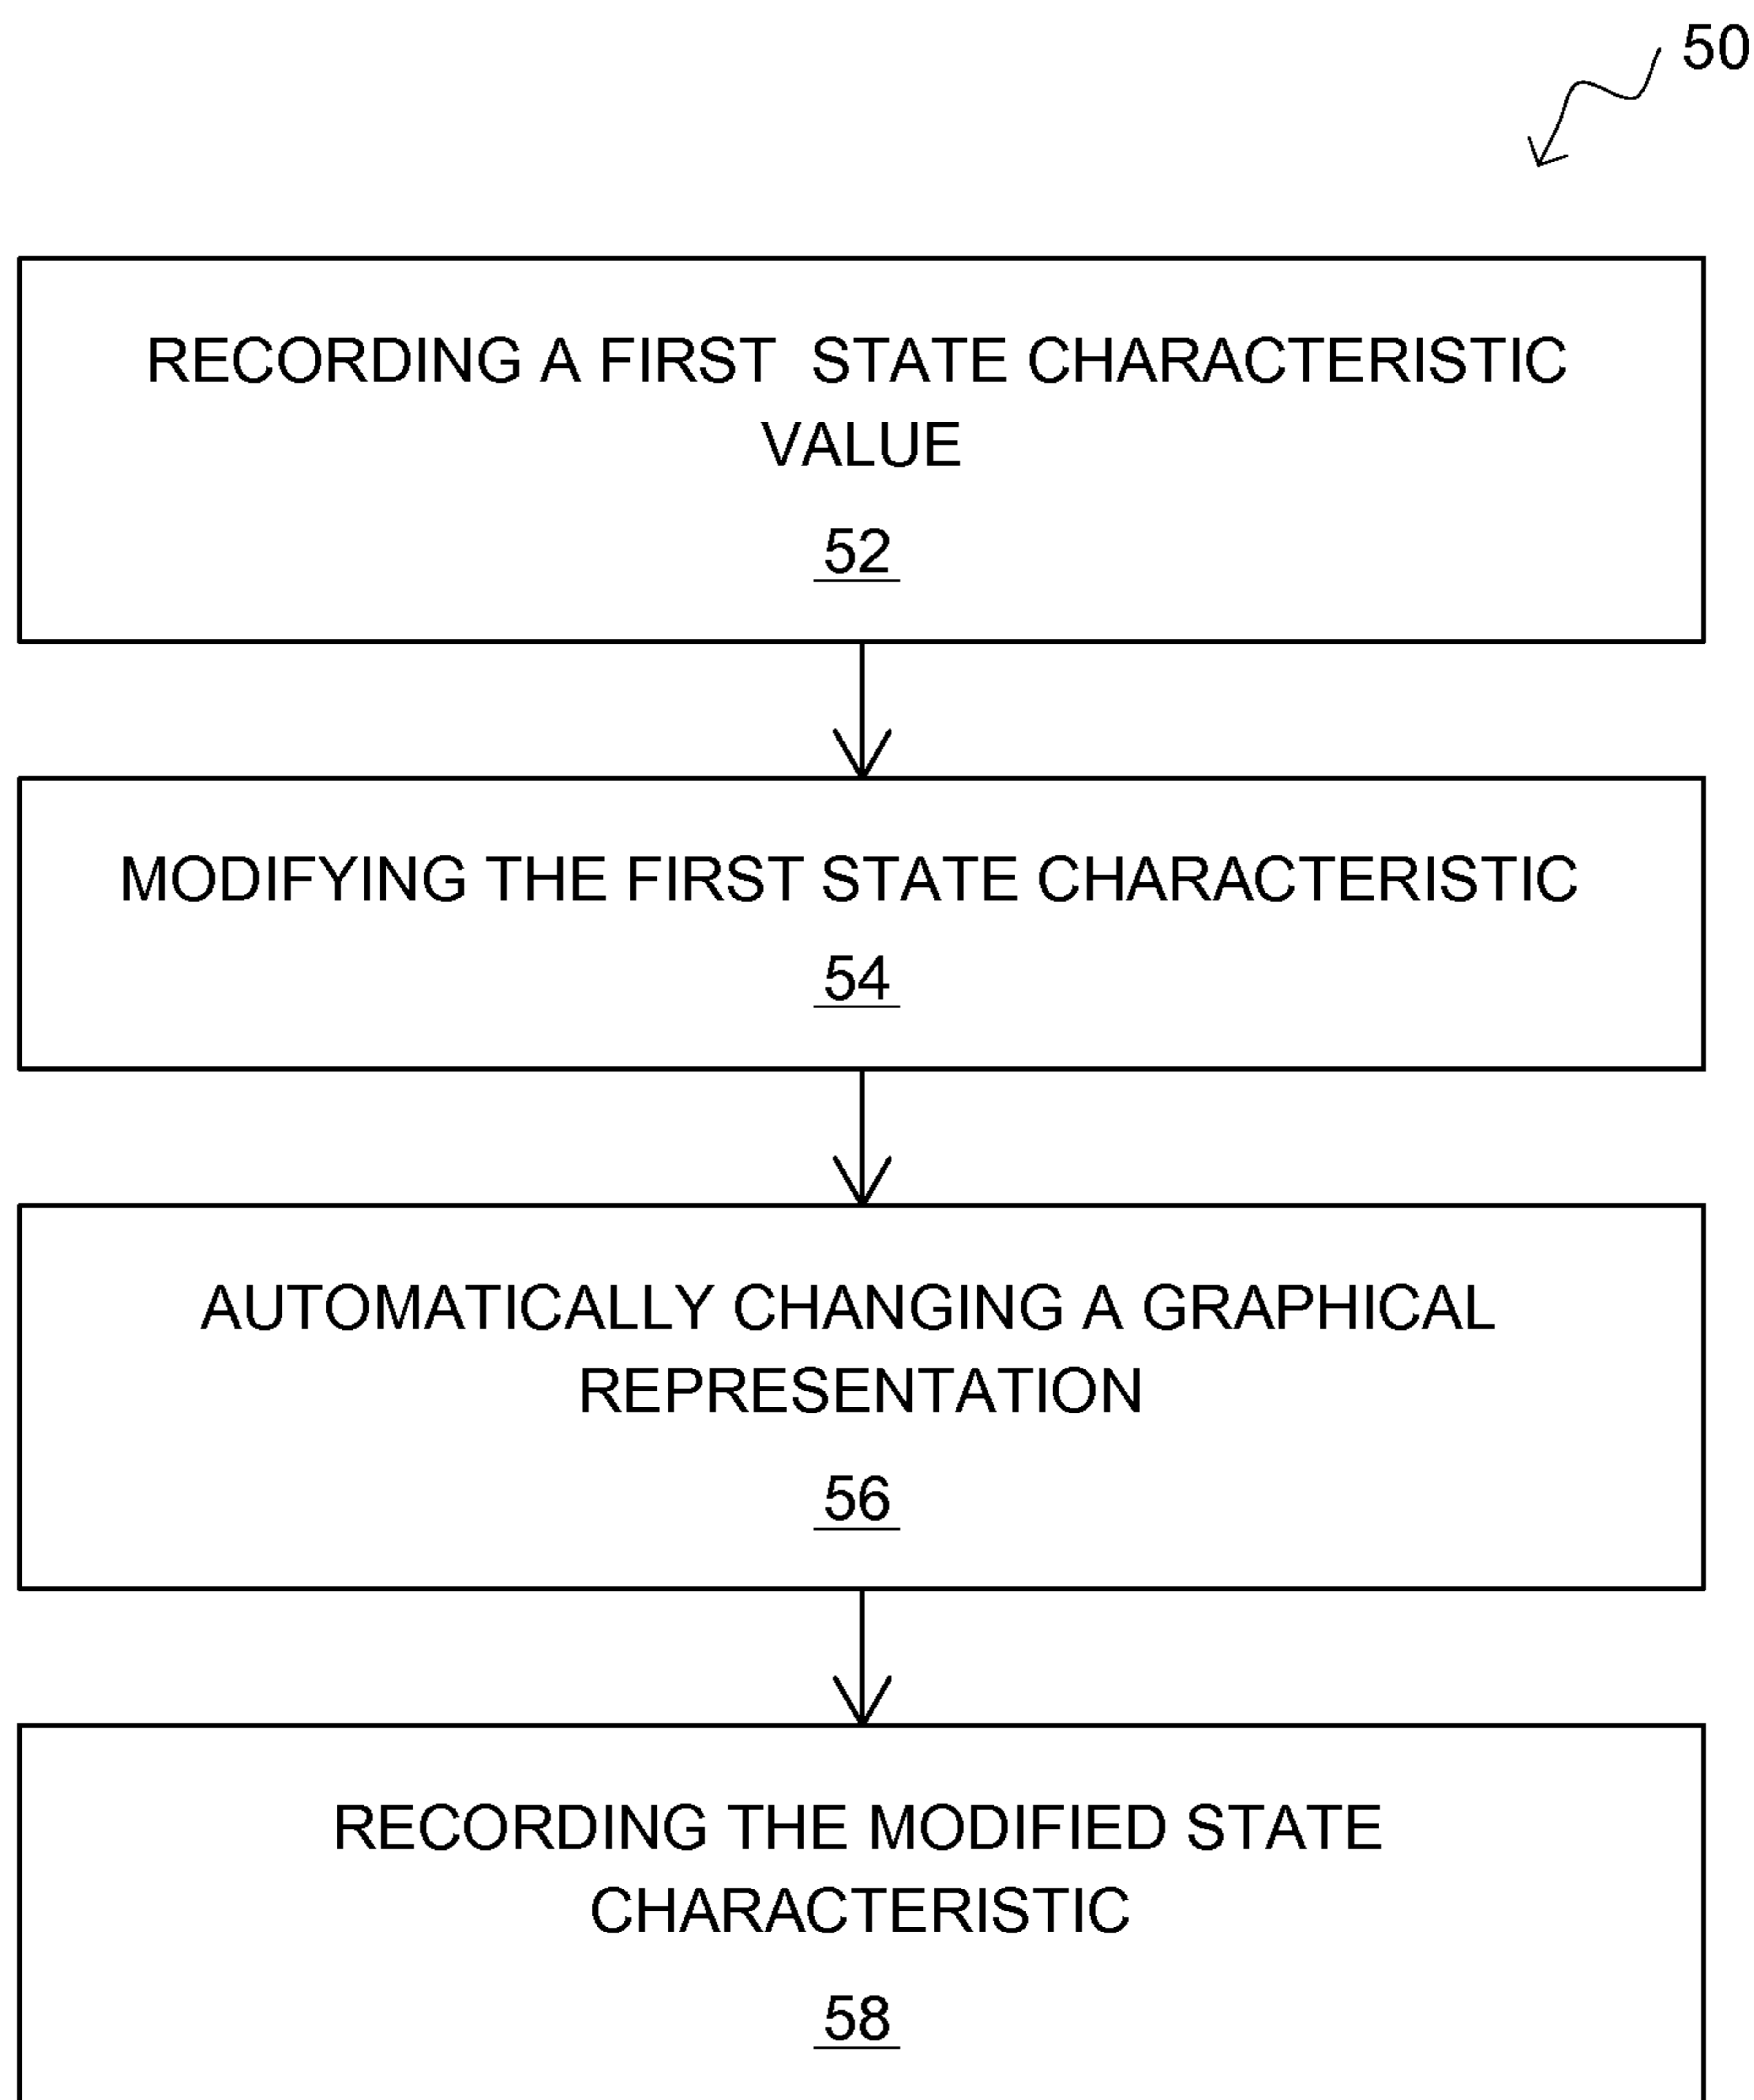 50
RECORDING A FIRST STATE CHARACTERISTIC
VALUE
52
MODIFYING THE FIRST STATE CHARACTERISTIC
54
AUTOMATICALLY CHANGING A GRAPHICAL
REPRESENTATION
56
RECORDING THE MODIFIED STATE
CHARACTERISTIC
58